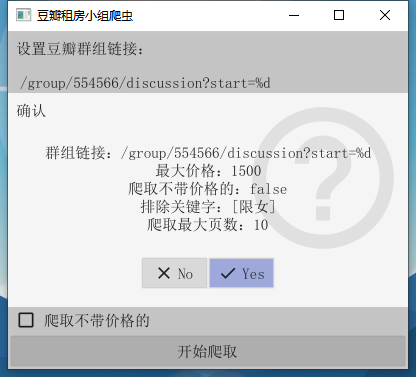 豆瓣租房小组爬虫
设置豆瓣群组链接：
/group/554566/discussion?start=%d
确认
群组链接：/group/554566/discussion?start=%d
最大价格：1500
爬取不带价格的：false
排除关键字：[限女]
爬取最大页数：10
No
Yes
爬取不带价格的
开始爬取